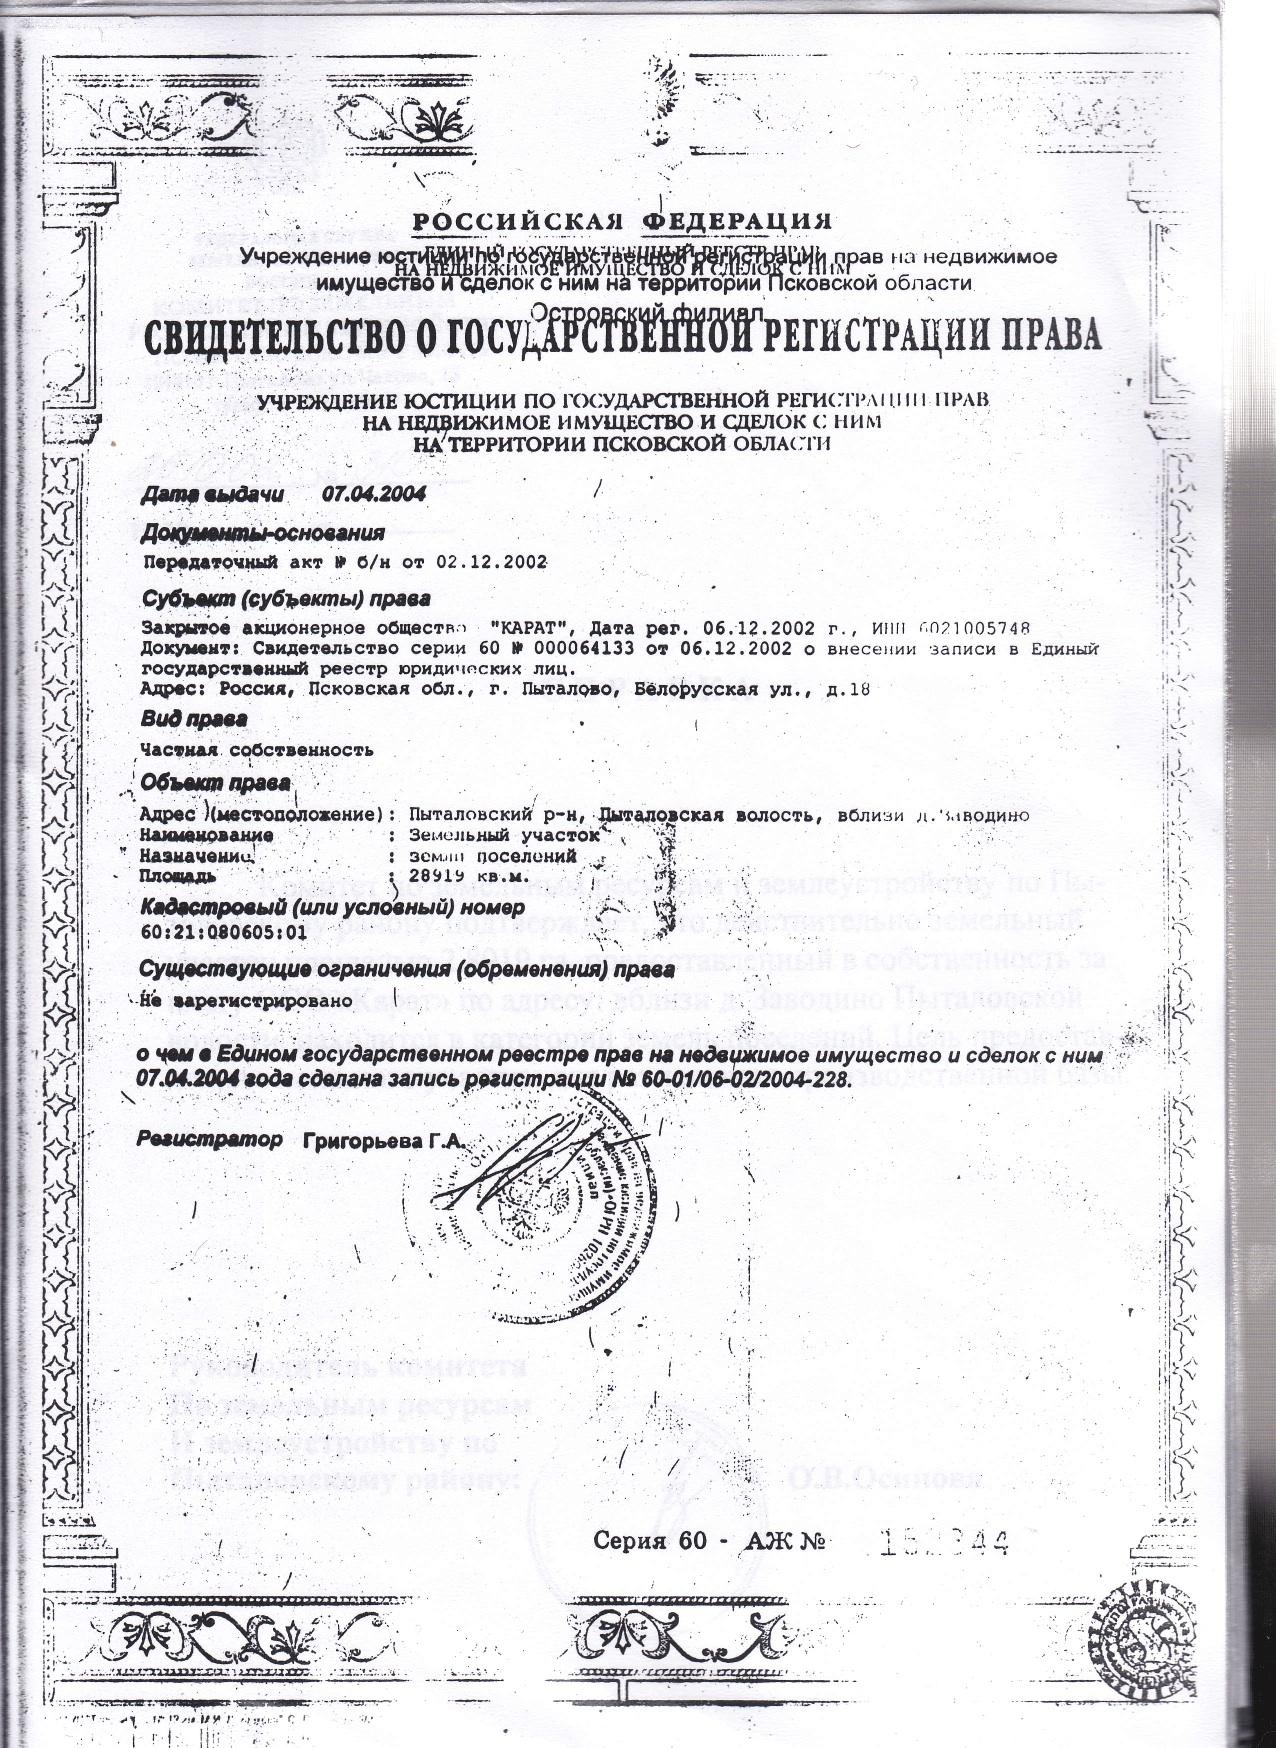 РОССИЙСКАЯ ФЕДЕРАЦИЯ
ЕДИНЫЙ ГОСУДАРСТВЕННЫЙ РЕЕСТР ПРАВ
НА НЕДВИЖИМОЕ ИМУЩЕСТВО И СДЕЛОК С НИМ
Учреждение юстиции по государственной регистрации прав на недвижимое
имущество и сделок с ним на территории Псковской области
Островский филиал
СВИДЕТЕЛЬСТВО О ГОСУДАРСТВЕННОЙ РЕГИСТРАЦИИ ПРАВА
УЧРЕЖДЕНИЕ ЮСТИЦИИ ПО ГОСУДАРСТВЕННОЙ РЕГИСТРАЦИИ ПРАВ
НА НЕДВИЖИМОЕ ИМУЩЕСТВО И СДЕЛОК С НИМ
НА ТЕРРИТОРИИ ПСКОВСКОЙ ОБЛАСТИ
Дата выдачи 07.04.2004
Документы-основания
Передаточный акт № б/н от 02.12.2002
Субъект (субъекты) права
Закрытое акционерное общество "КАРАТ", Дата рег. 06.12.2002 г., ИНН 6021005748
Документ: Свидетельство серии 60 № 000064133 от 06.12.2002 о внесении записи в Единый
государственный реестр юридических лиц.
Адрес: Россия, Псковская обл., г. Пыталово, Белорусская ул., д.18
Вид права
Частная собственность
Объект права
Адрес (местоположение): Пыталовский р-н, Пыталовская волость, вблизи д.Заводино
Наименование : Земельный участок
Назначение : земли поселений
Площадь : 28919 кв.м.
Кадастровый (или условный) номер
60:21:080605:01
Существующие ограничения (обременения) права
Не зарегистрировано
о чем в Едином государственном реестре прав на недвижимое имущество и сделок с ним
07.04.2004 года сделана запись регистрации № 60-01/06-02/2004-228.
Регистратор Григорьева Г.А.
Серия 60 - АЖ № 152344